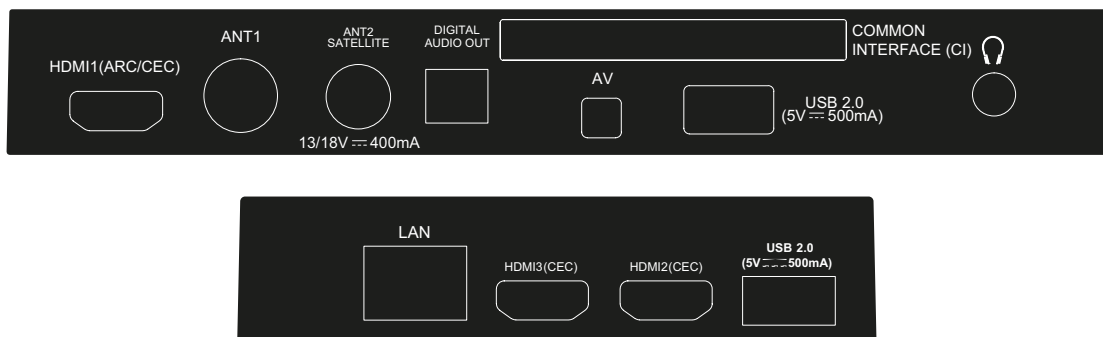 HDMI1(ARC/CEC)
ANT1
ANT2
SATELLITE
13/18V ⎓ 400mA
DIGITAL
AUDIO OUT
COMMON
INTERFACE (CI)
AV
USB 2.0
(5V ⎓ 500mA)
LAN
HDMI3(CEC)
HDMI2(CEC)
USB 2.0
(5V ⎓ 500mA)